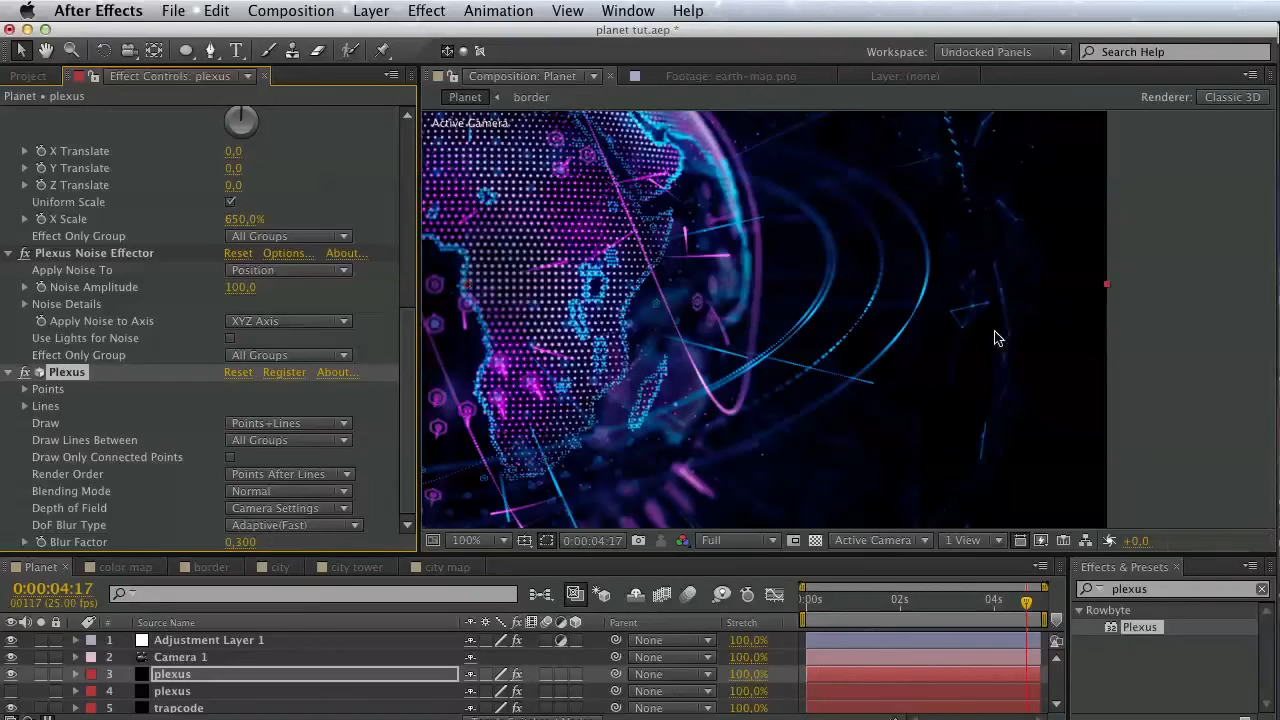 After Effects File Edit Composition Layer Effect Animation View Window Help
planet tut.aep *
Workspace: Undocked Panels Search Help
Project Effect Controls: plexus Composition: Planet Footage: earth-map.png Layer: (none)
Planet • plexus Planet border Renderer: Classic 3D
Active Camera
X Translate 0,0
Y Translate 0,0
Z Translate 0,0
Uniform Scale
X Scale 650,0%
Effect Only Group All Groups
fx Plexus Noise Effector Reset Options... About...
Apply Noise To Position
Noise Amplitude 100,0
Noise Details
Apply Noise to Axis XYZ Axis
Use Lights for Noise
Effect Only Group All Groups
fx Plexus Reset Register About...
Points
Lines
Draw Points+Lines
Draw Lines Between All Groups
Draw Only Connected Points
Render Order Points After Lines
Blending Mode Normal
Depth of Field Camera Settings
DoF Blur Type Adaptive(Fast)
Blur Factor 0,300
100% 0:00:04:17 Full Active Camera 1 View +0,0
Planet color map border city city tower city map
0:00:04:17
00117 (25.00 fps)
:00s 02s 04s
# Source Name fx Parent Stretch
1 Adjustment Layer 1 None 100,0%
2 Camera 1 None 100,0%
3 plexus fx None 100,0%
4 plexus fx None 100,0%
5 trapcode fx None 100,0%
Effects & Presets
plexus
Rowbyte
Plexus